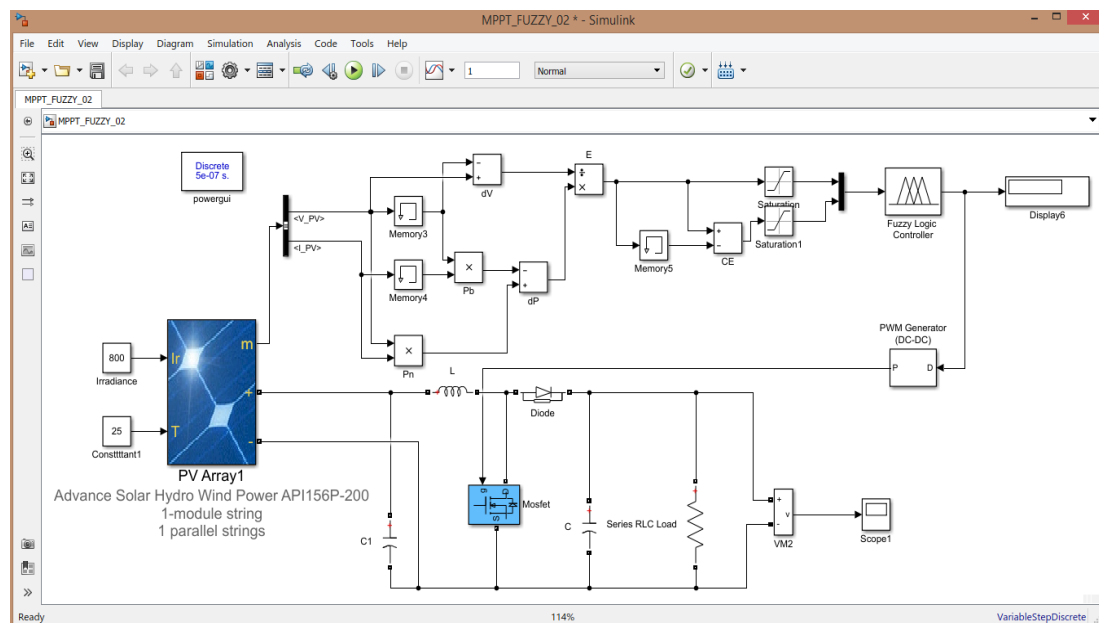 MPPT_FUZZY_02 * - Simulink
File Edit View Display Diagram Simulation Analysis Code Tools Help
1 Normal
MPPT_FUZZY_02
MPPT_FUZZY_02
Discrete
5e-07 s.
powergui
<V_PV>
<I_PV>
Memory3
Memory4
dV
Pb
Pn
dP
E
Memory5
CE
Saturation
Saturation1
Fuzzy Logic
Controller
Display6
PWM Generator
(DC-DC)
P D
800
Irradiance
25
Consttttant1
Ir
T
m
+
-
PV Array1
Advance Solar Hydro Wind Power API156P-200
1-module string
1 parallel strings
L
Diode
g
D
S
Mosfet
C1
C
Series RLC Load
+
-
v
VM2
Scope1
Ready 114% VariableStepDiscrete